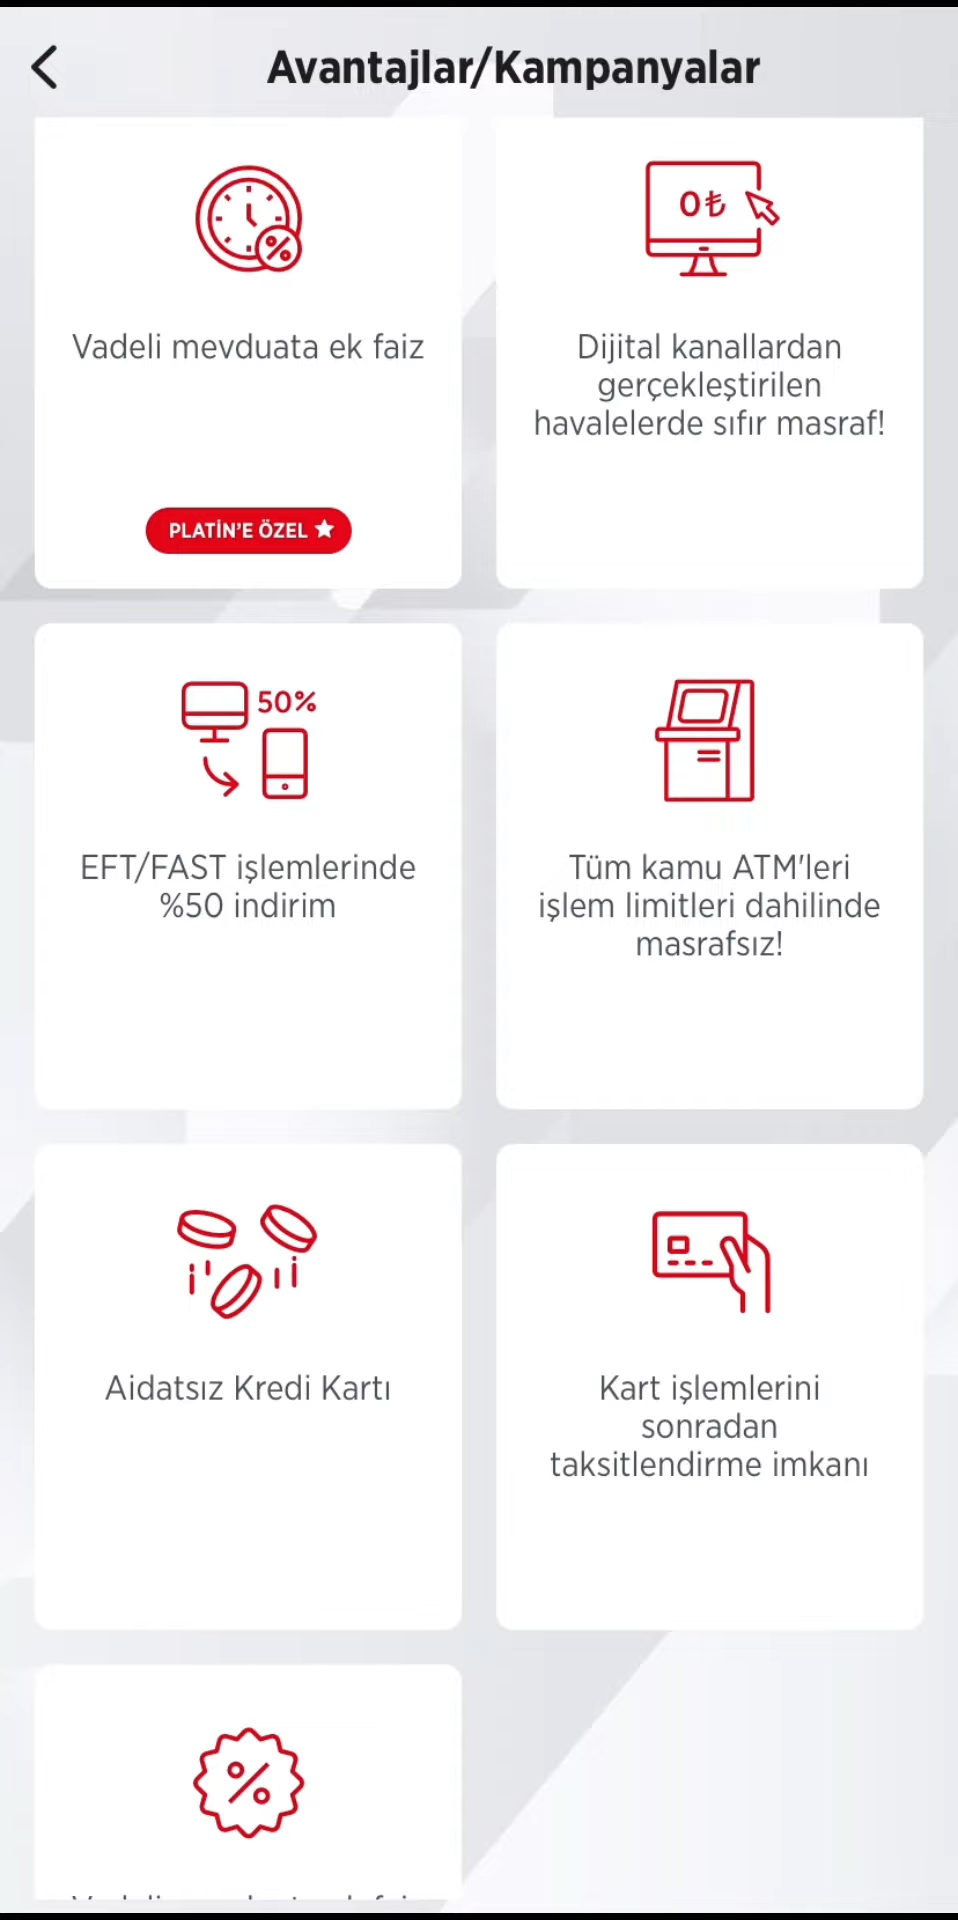 Avantajlar/Kampanyalar
Vadeli mevduata ek faiz
PLATİN'E ÖZEL
0₺
Dijital kanallardan
gerçekleştirilen
havalelerde sıfır masraf!
50%
EFT/FAST işlemlerinde
%50 indirim
Tüm kamu ATM'leri
işlem limitleri dahilinde
masrafsız!
Aidatsız Kredi Kartı
Kart işlemlerini
sonradan
taksitlendirme imkanı
%